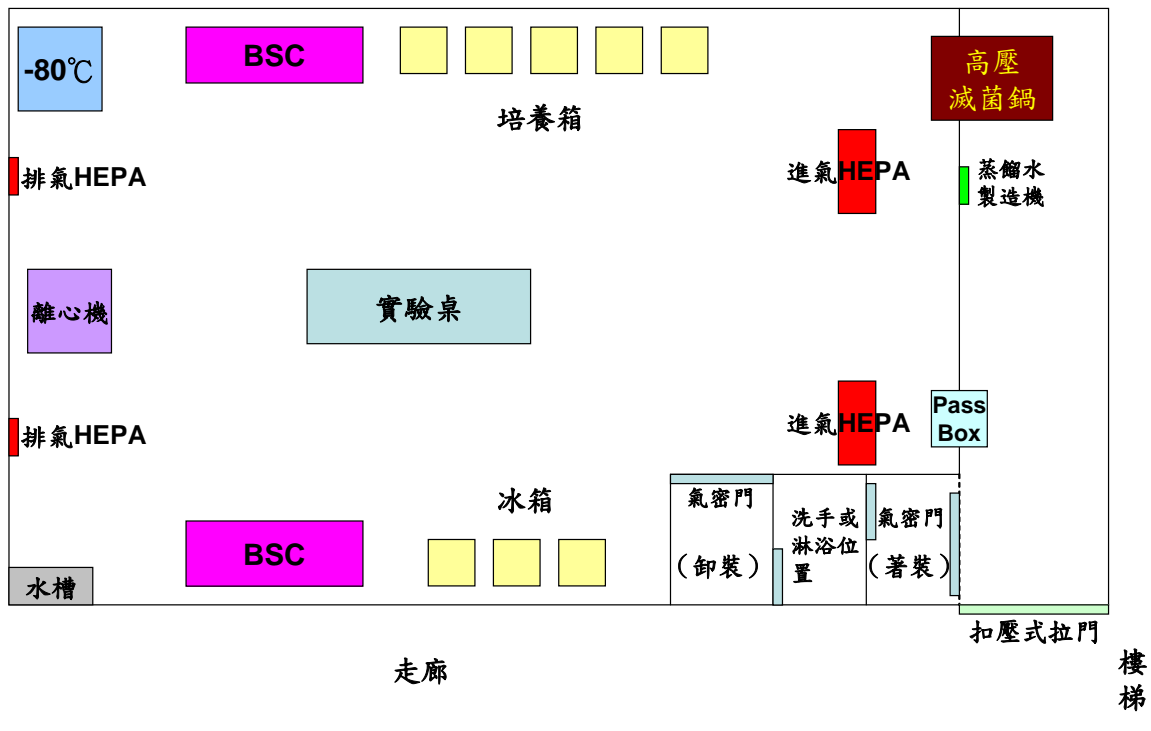 -80℃
BSC
高壓
滅菌鍋
培養箱
排氣HEPA
進氣HEPA
蒸餾水
製造機
離心機
實驗桌
排氣HEPA
進氣HEPA
Pass
Box
冰箱
氣密門
(卸裝)
洗手或
淋浴位
置
氣密門
(著裝)
BSC
水槽
扣壓式拉門
走廊
樓
梯